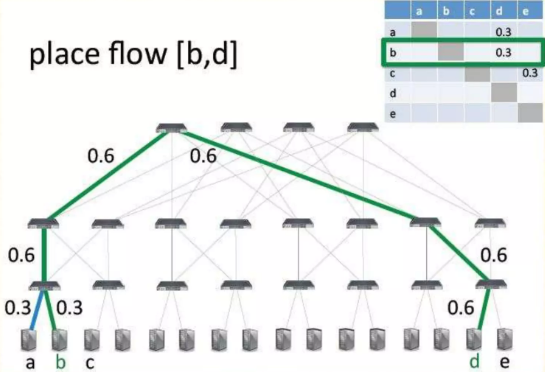 a b c d e
a 0.3
b 0.3
c 0.3
d
e
place flow [b,d]
0.6 0.6
0.6 0.6
0.3 0.3 0.6
a b c d e